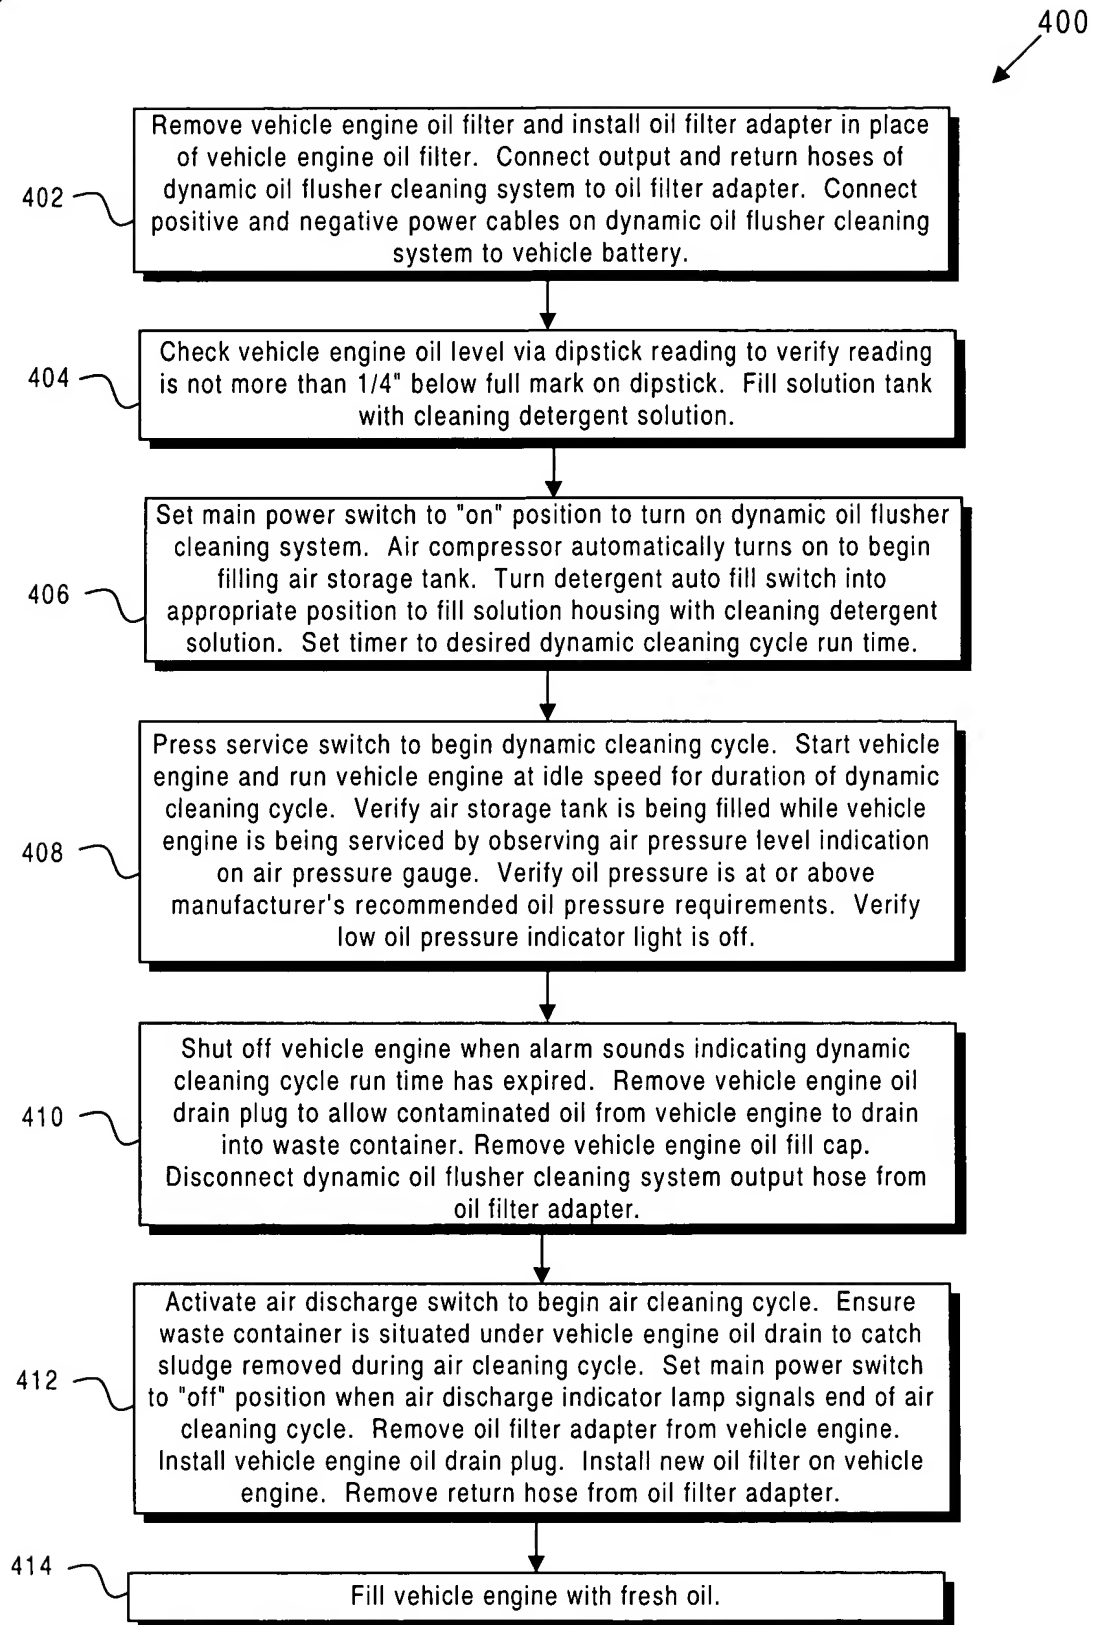 400
402
Remove vehicle engine oil filter and install oil filter adapter in place
of vehicle engine oil filter. Connect output and return hoses of
dynamic oil flusher cleaning system to oil filter adapter. Connect
positive and negative power cables on dynamic oil flusher cleaning
system to vehicle battery.
404
Check vehicle engine oil level via dipstick reading to verify reading
is not more than 1/4" below full mark on dipstick. Fill solution tank
with cleaning detergent solution.
406
Set main power switch to "on" position to turn on dynamic oil flusher
cleaning system. Air compressor automatically turns on to begin
filling air storage tank. Turn detergent auto fill switch into
appropriate position to fill solution housing with cleaning detergent
solution. Set timer to desired dynamic cleaning cycle run time.
408
Press service switch to begin dynamic cleaning cycle. Start vehicle
engine and run vehicle engine at idle speed for duration of dynamic
cleaning cycle. Verify air storage tank is being filled while vehicle
engine is being serviced by observing air pressure level indication
on air pressure gauge. Verify oil pressure is at or above
manufacturer's recommended oil pressure requirements. Verify
low oil pressure indicator light is off.
410
Shut off vehicle engine when alarm sounds indicating dynamic
cleaning cycle run time has expired. Remove vehicle engine oil
drain plug to allow contaminated oil from vehicle engine to drain
into waste container. Remove vehicle engine oil fill cap.
Disconnect dynamic oil flusher cleaning system output hose from
oil filter adapter.
412
Activate air discharge switch to begin air cleaning cycle. Ensure
waste container is situated under vehicle engine oil drain to catch
sludge removed during air cleaning cycle. Set main power switch
to "off" position when air discharge indicator lamp signals end of air
cleaning cycle. Remove oil filter adapter from vehicle engine.
Install vehicle engine oil drain plug. Install new oil filter on vehicle
engine. Remove return hose from oil filter adapter.
414
Fill vehicle engine with fresh oil.